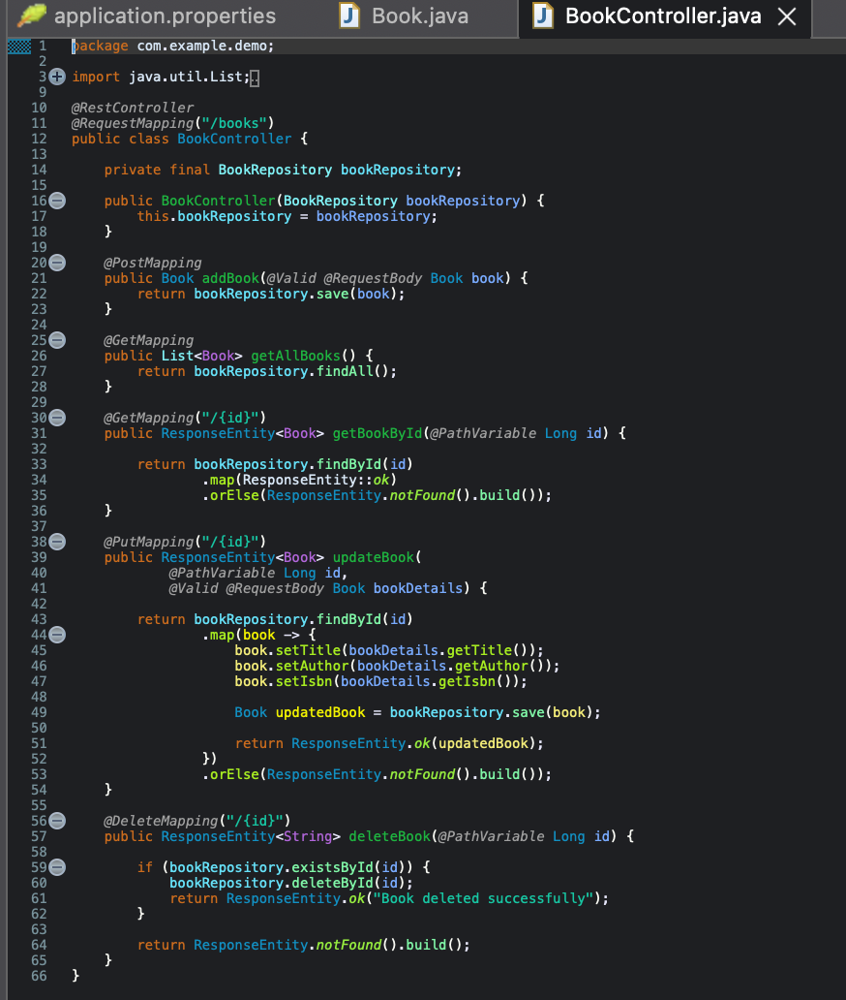 application.properties
Book.java
BookController.java
1 package com.example.demo;
2
3 import java.util.List;
9
10 @RestController
11 @RequestMapping("/books")
12 public class BookController {
13
14     private final BookRepository bookRepository;
15
16     public BookController(BookRepository bookRepository) {
17         this.bookRepository = bookRepository;
18     }
19
20     @PostMapping
21     public Book addBook(@Valid @RequestBody Book book) {
22         return bookRepository.save(book);
23     }
24
25     @GetMapping
26     public List<Book> getAllBooks() {
27         return bookRepository.findAll();
28     }
29
30     @GetMapping("/{id}")
31     public ResponseEntity<Book> getBookById(@PathVariable Long id) {
32
33         return bookRepository.findById(id)
34                 .map(ResponseEntity::ok)
35                 .orElse(ResponseEntity.notFound().build());
36     }
37
38     @PutMapping("/{id}")
39     public ResponseEntity<Book> updateBook(
40             @PathVariable Long id,
41             @Valid @RequestBody Book bookDetails) {
42
43         return bookRepository.findById(id)
44                 .map(book -> {
45                     book.setTitle(bookDetails.getTitle());
46                     book.setAuthor(bookDetails.getAuthor());
47                     book.setIsbn(bookDetails.getIsbn());
48
49                     Book updatedBook = bookRepository.save(book);
50
51                     return ResponseEntity.ok(updatedBook);
52                 })
53                 .orElse(ResponseEntity.notFound().build());
54     }
55
56     @DeleteMapping("/{id}")
57     public ResponseEntity<String> deleteBook(@PathVariable Long id) {
58
59         if (bookRepository.existsById(id)) {
60             bookRepository.deleteById(id);
61             return ResponseEntity.ok("Book deleted successfully");
62         }
63
64         return ResponseEntity.notFound().build();
65     }
66 }